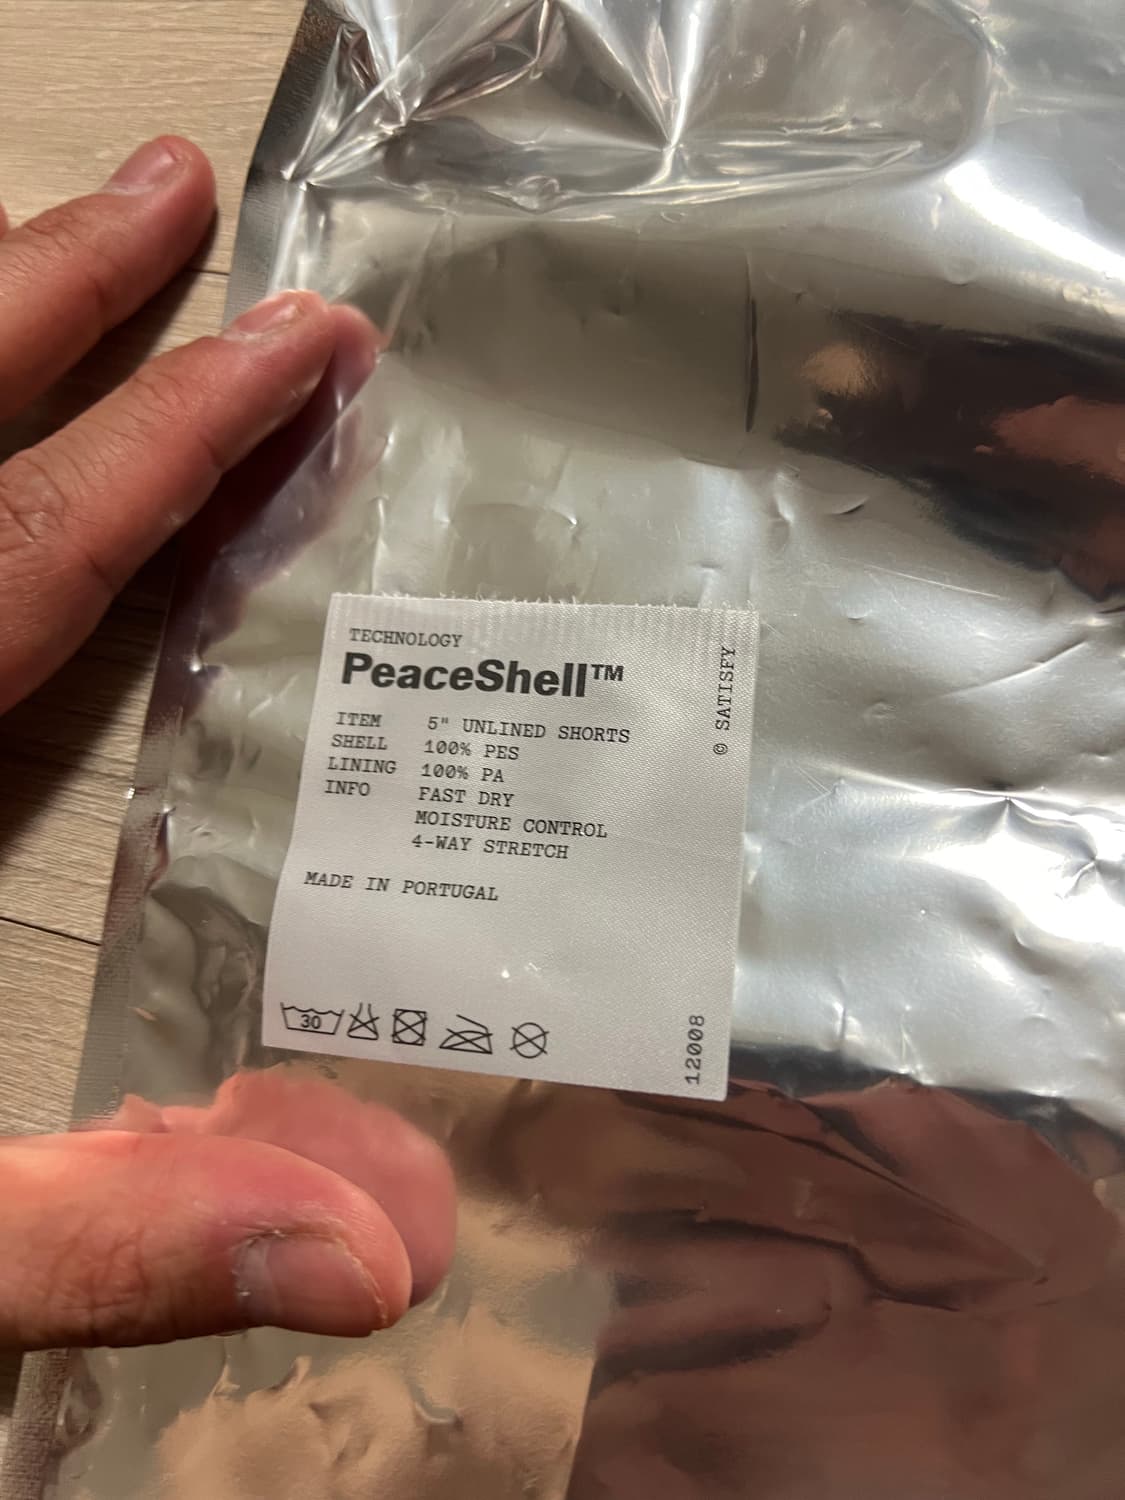 TECHNOLOGY
PeaceShell™
ITEM 5" UNLINED SHORTS
SHELL 100% PES
LINING 100% PA
INFO FAST DRY
MOISTURE CONTROL
4-WAY STRETCH
MADE IN PORTUGAL
30
© SATISFY
12008